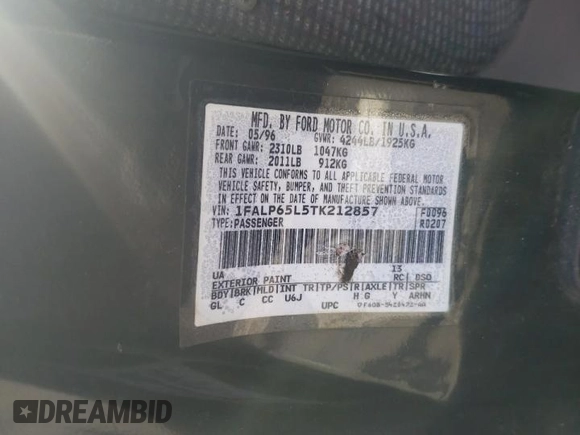 MFD. BY FORD MOTOR CO. IN U.S.A.
DATE: 05/96 GVWR: 4244LB/1925KG
FRONT GAWR: 2310LB 1047KG
REAR GAWR: 2011LB 912KG
THIS VEHICLE CONFORMS TO ALL APPLICABLE FEDERAL MOTOR
VEHICLE SAFETY, BUMPER, AND THEFT PREVENTION STANDARDS
IN EFFECT ON THE DATE OF MANUFACTURE SHOWN ABOVE.
VIN: 1FALP65L5TK212857 F0096
TYPE: PASSENGER R0207
UA 13
EXTERIOR PAINT RC DSO
BDY BRK MLD INT TR TP/PS R AXLE TR SPR
GL C CC U6J H G Y ARHN
UPC
DREAMBID